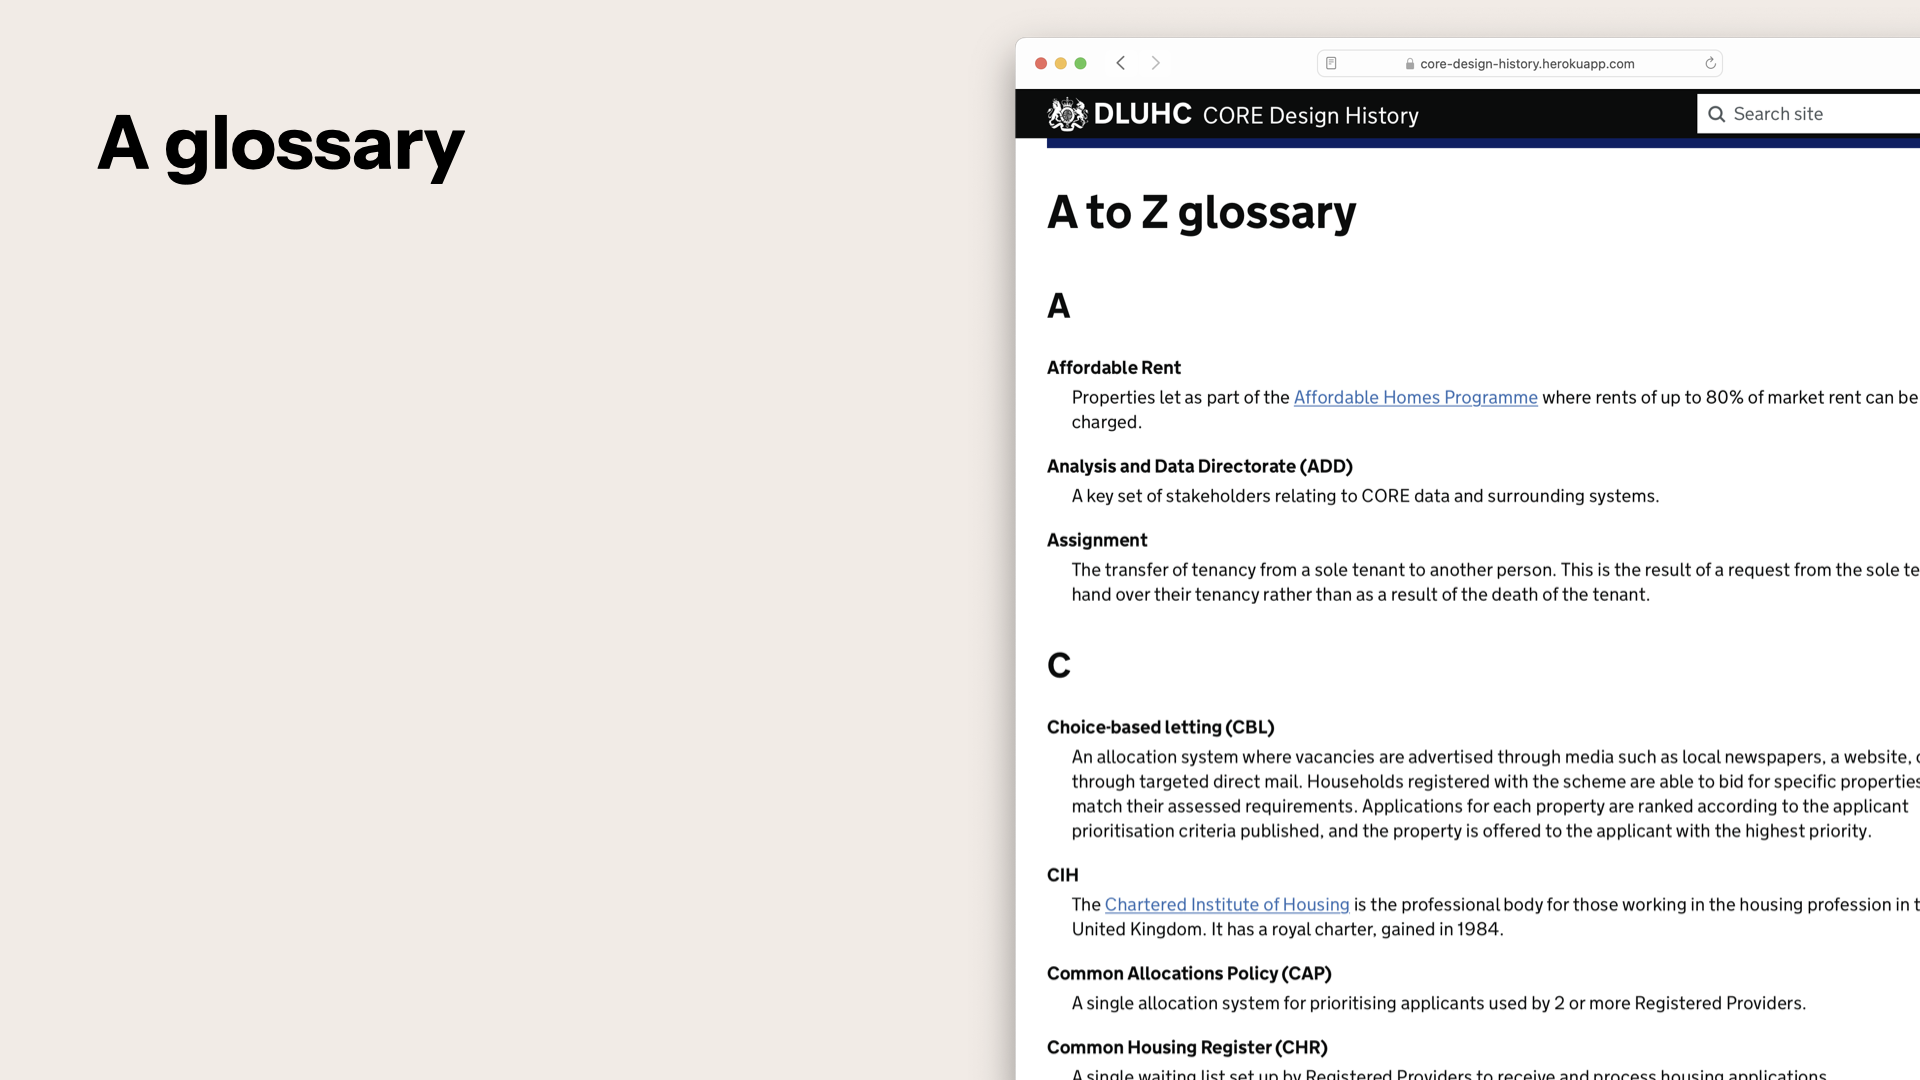 A glossary
core-design-history.herokuapp.com
DLUHC CORE Design History
Search site
A to Z glossary
A
Affordable Rent
Properties let as part of the Affordable Homes Programme where rents of up to 80% of market rent can be
charged.
Analysis and Data Directorate (ADD)
A key set of stakeholders relating to CORE data and surrounding systems.
Assignment
The transfer of tenancy from a sole tenant to another person. This is the result of a request from the sole te
hand over their tenancy rather than as a result of the death of the tenant.
C
Choice-based letting (CBL)
An allocation system where vacancies are advertised through media such as local newspapers, a website,
through targeted direct mail. Households registered with the scheme are able to bid for specific properties
match their assessed requirements. Applications for each property are ranked according to the applicant
prioritisation criteria published, and the property is offered to the applicant with the highest priority.
CIH
The Chartered Institute of Housing is the professional body for those working in the housing profession in t
United Kingdom. It has a royal charter, gained in 1984.
Common Allocations Policy (CAP)
A single allocation system for prioritising applicants used by 2 or more Registered Providers.
Common Housing Register (CHR)
A single waiting list set up by Registered Providers to receive and process housing applications.